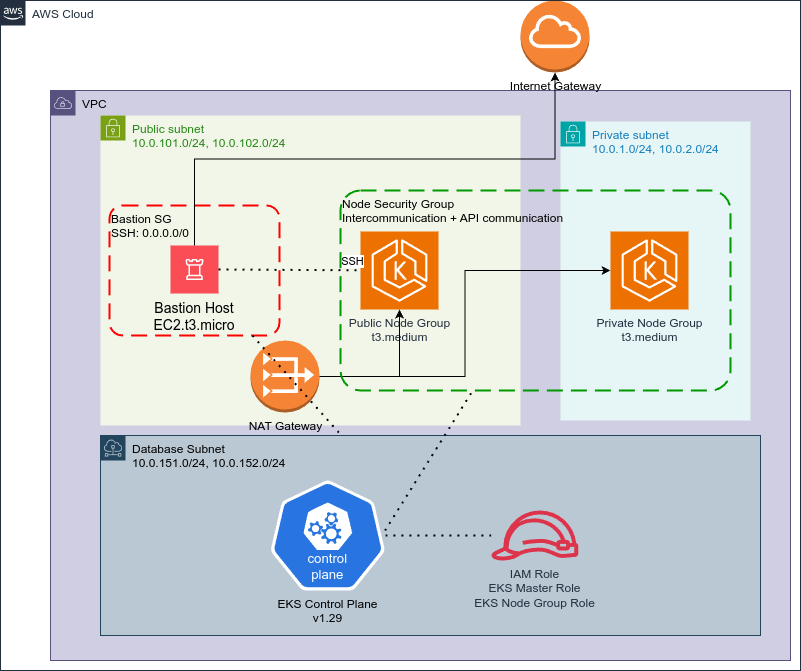 aws
AWS Cloud
Internet Gateway
VPC
Public subnet
10.0.101.0/24, 10.0.102.0/24
Private subnet
10.0.1.0/24, 10.0.2.0/24
Bastion SG
SSH: 0.0.0.0/0
Node Security Group
Intercommunication + API communication
SSH
K
K
Bastion Host
EC2.t3.micro
Public Node Group
t3.medium
Private Node Group
t3.medium
NAT Gateway
Database Subnet
10.0.151.0/24, 10.0.152.0/24
control
plane
EKS Control Plane
v1.29
IAM Role
EKS Master Role
EKS Node Group Role